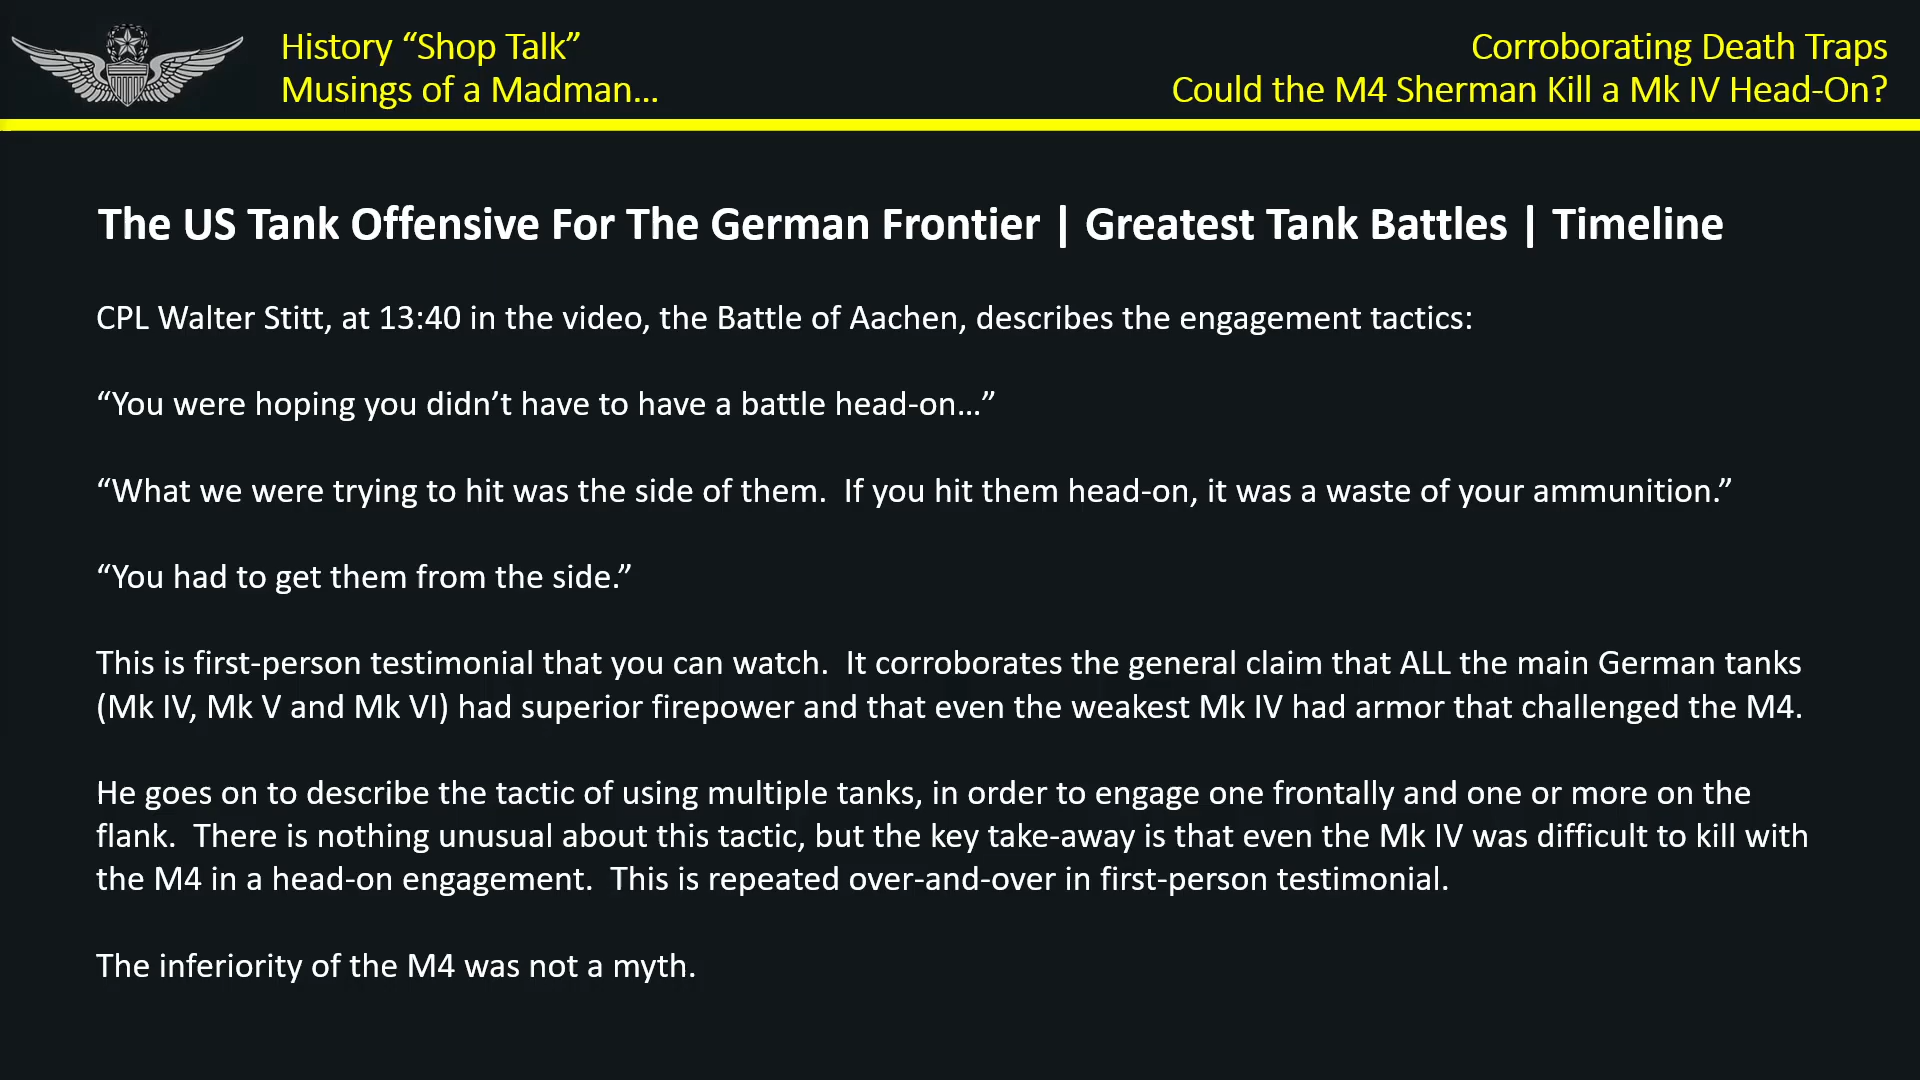 History “Shop Talk”
Musings of a Madman…
Corroborating Death Traps
Could the M4 Sherman Kill a Mk IV Head-On?
The US Tank Offensive For The German Frontier | Greatest Tank Battles | Timeline
CPL Walter Stitt, at 13:40 in the video, the Battle of Aachen, describes the engagement tactics:
“You were hoping you didn’t have to have a battle head-on…”
“What we were trying to hit was the side of them.  If you hit them head-on, it was a waste of your ammunition.”
“You had to get them from the side.”
This is first-person testimonial that you can watch.  It corroborates the general claim that ALL the main German tanks
(Mk IV, Mk V and Mk VI) had superior firepower and that even the weakest Mk IV had armor that challenged the M4.
He goes on to describe the tactic of using multiple tanks, in order to engage one frontally and one or more on the
flank.  There is nothing unusual about this tactic, but the key take-away is that even the Mk IV was difficult to kill with
the M4 in a head-on engagement.  This is repeated over-and-over in first-person testimonial.
The inferiority of the M4 was not a myth.